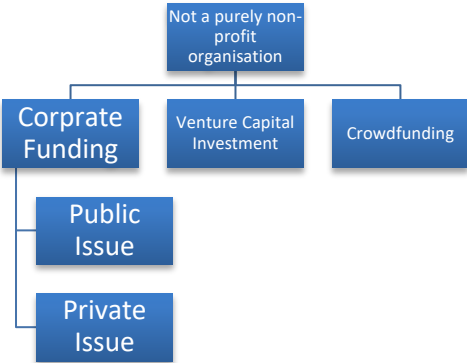 Not a purely non-
profit
organisation
Corprate
Funding
Venture Capital
Investment
Crowdfunding
Public
Issue
Private
Issue